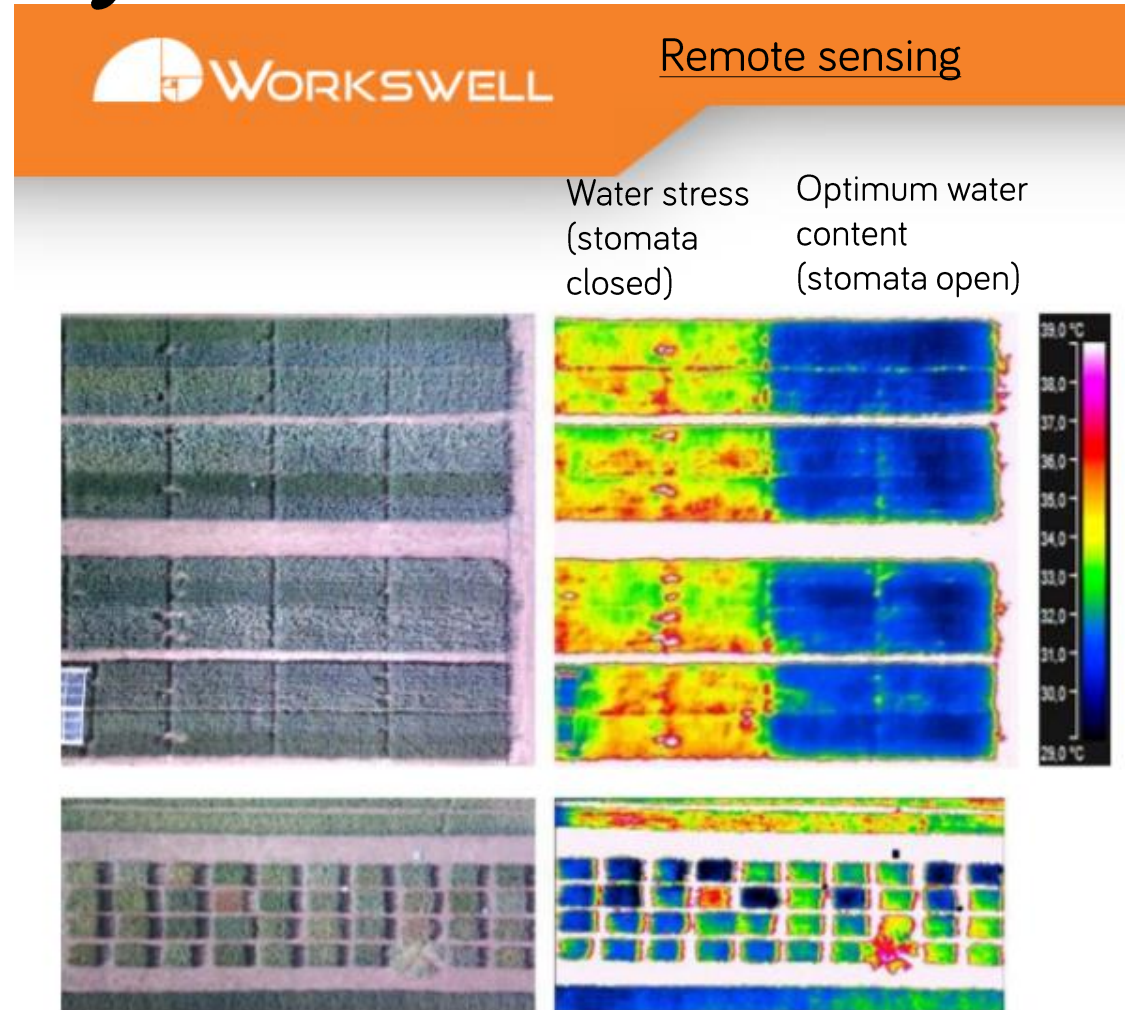 WORKSWELL
Remote sensing
Water stress
(stomata
closed)
Optimum water
content
(stomata open)
39,0 °C
38,0
37,0
36,0
35,0
34,0
33,0
32,0
31,0
30,0
29,0 °C